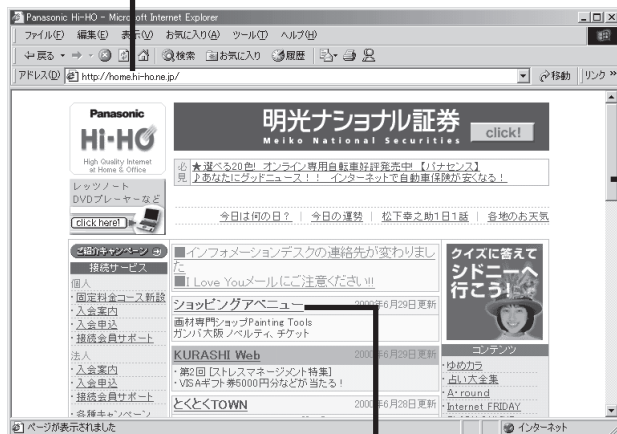 Panasonic Hi-HO - Microsoft Internet Explorer
ファイル(F) 編集(E) 表示(V) お気に入り(A) ツール(T) ヘルプ(H)
戻る 検索 お気に入り 履歴
アドレス(D) http://home.hi-ho.ne.jp/ 移動 リンク »
Panasonic
Hi-HO
High Quality Internet
at Home & Office
明光ナショナル証券
Meiko National Securities
click!
必見
★選べる20色! オンライン専用自転車好評発売中! 【パナセンス】
♪あなたにグッドニュース!! インターネットで自動車保険が安くなる!
レッツノート
DVDプレーヤーなど
click here!
今日は何の日? | 今日の運勢 | 松下幸之助1日1話 | 各地のお天気
ご紹介キャンペーン
接続サービス
個人
・固定料金コース新設
・入会案内
・入会申込
・接続会員サポート
法人
・入会案内
・入会申込
・接続会員サポート
・各種キャンペーン
■インフォメーションデスクの連絡先が変わりまし
た
■I Love Youメールにご注意ください!!
ショッピングアベニュー 2000年6月29日更新
画材専門ショップPainting Tools
ガンバ大阪 ノベルティ、チケット
KURASHI Web 2000年6月29日更新
・第2回 [ストレスマネージメント特集]
・VISAギフト券5000円分などが当たる!
とくとくTOWN 2000年6月28日更新
クイズに答えて
シドニーへ
行こう!
コンテンツ
・ゆめカラ
・占い大全集
・A・round
・Internet FRIDAY
ページが表示されました インターネット